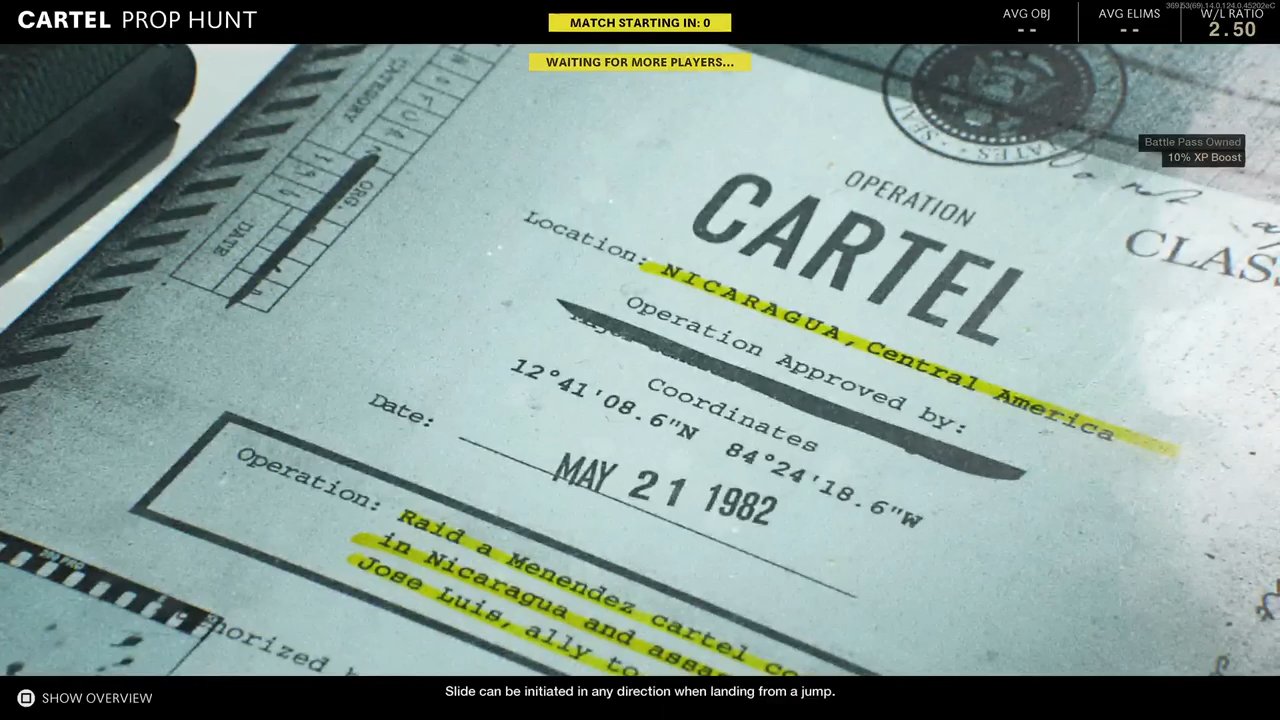 CARTEL PROP HUNT
MATCH STARTING IN: 0
WAITING FOR MORE PLAYERS...
AVG OBJ
--
AVG ELIMS
--
W/L RATIO
2.50
Battle Pass Owned
10% XP Boost
CATEGORY
ORG.
DATE
OPERATION
CARTEL
CLAS
Location: NICARAGUA, Central America
Operation Approved by:
Coordinates
12°41'08.6"N 84°24'18.6"W
Date:
MAY 21 1982
Operation: Raid a Menendez cartel co
in Nicaragua and assa
Jose Luis, ally to
horized b
SHOW OVERVIEW
Slide can be initiated in any direction when landing from a jump.